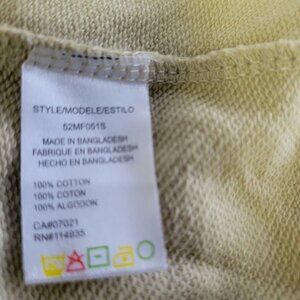 STYLE/MODELE/ESTILO
52MF051S
MADE IN BANGLADESH
FABRIQUE EN BANGLADESH
HECHO EN BANGLADESH
100% COTTON
100% COTON
100% ALGODON
CA#07021
RN#114935